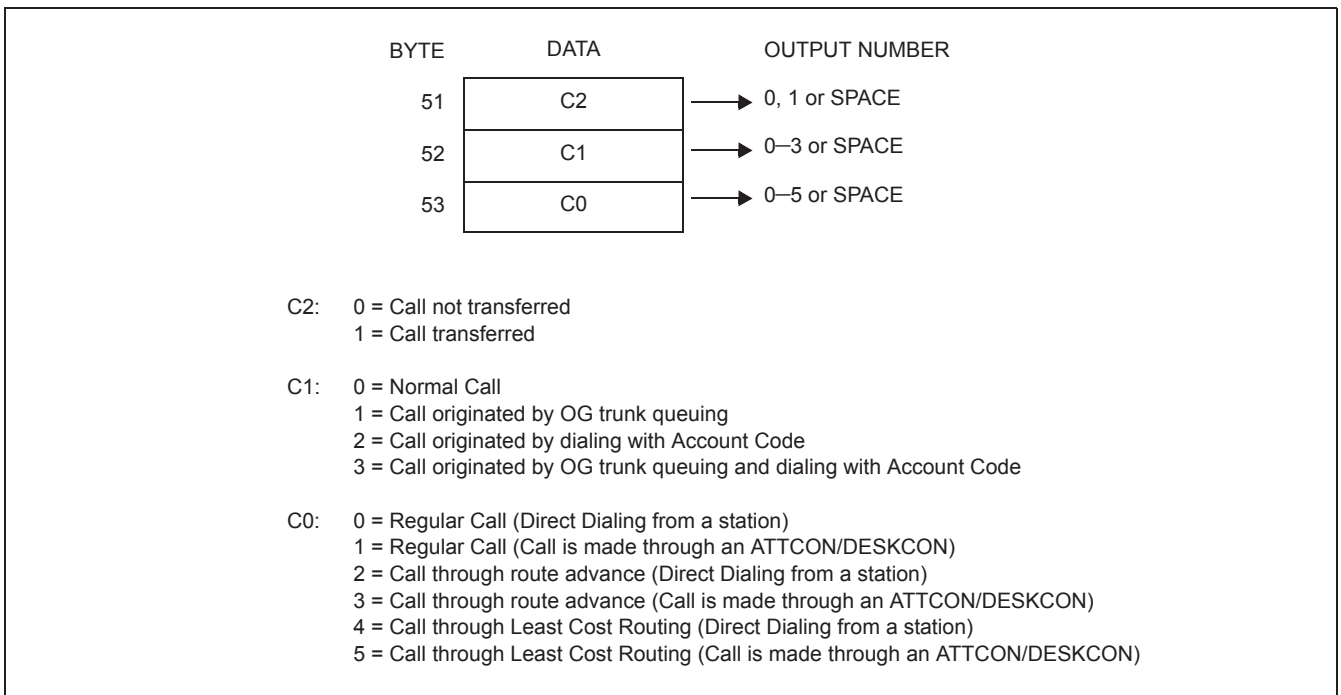 BYTE DATA OUTPUT NUMBER
51 C2 0, 1 or SPACE
52 C1 0–3 or SPACE
53 C0 0–5 or SPACE
C2: 0 = Call not transferred
1 = Call transferred
C1: 0 = Normal Call
1 = Call originated by OG trunk queuing
2 = Call originated by dialing with Account Code
3 = Call originated by OG trunk queuing and dialing with Account Code
C0: 0 = Regular Call (Direct Dialing from a station)
1 = Regular Call (Call is made through an ATTCON/DESKCON)
2 = Call through route advance (Direct Dialing from a station)
3 = Call through route advance (Call is made through an ATTCON/DESKCON)
4 = Call through Least Cost Routing (Direct Dialing from a station)
5 = Call through Least Cost Routing (Call is made through an ATTCON/DESKCON)